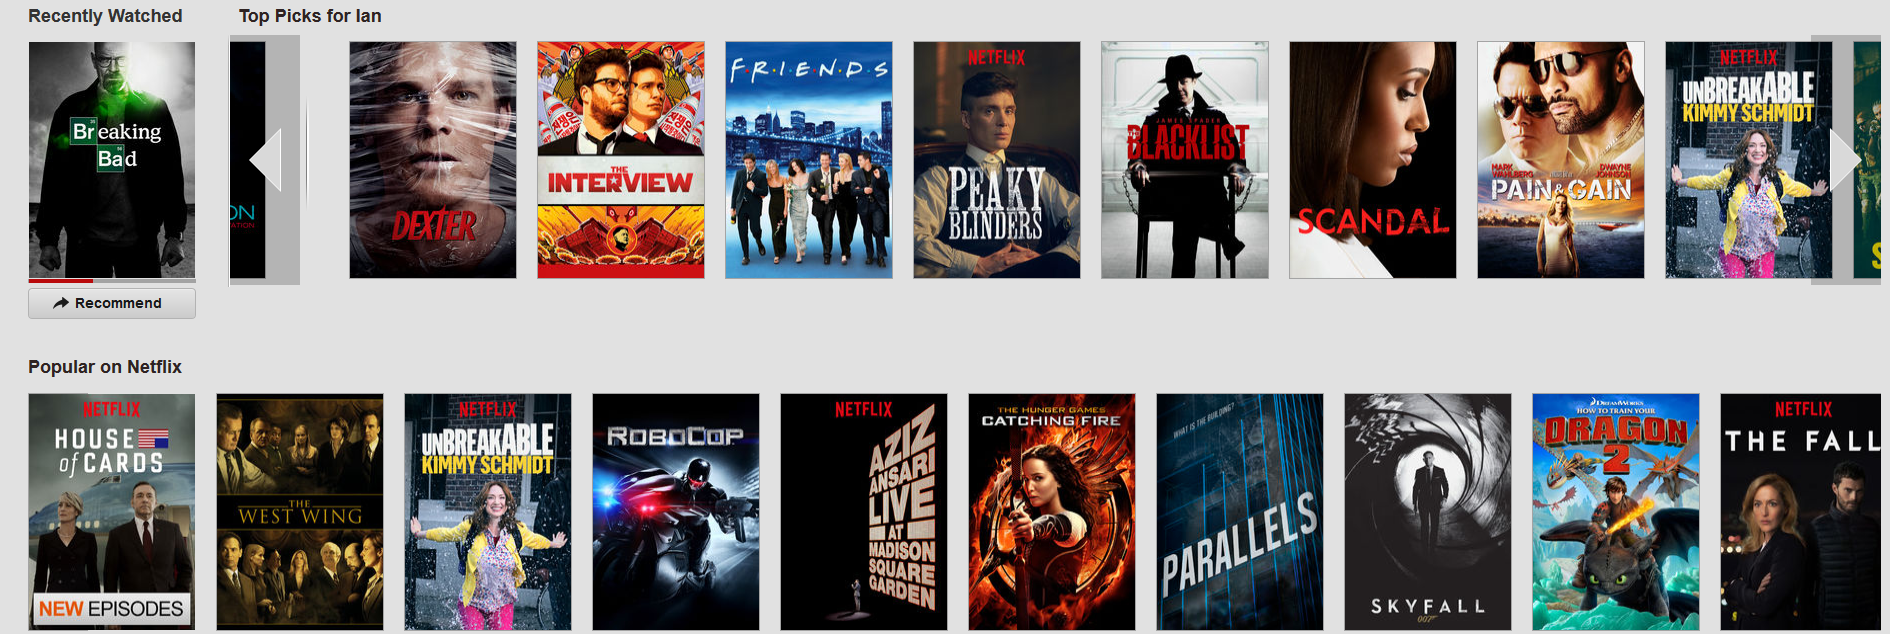 Recently Watched
Top Picks for Ian
Breaking
Bad
Recommend
ON
DEXTER
THE
INTERVIEW
F·R·I·E·N·D·S
NETFLIX
PEAKY
BLINDERS
JAMES SPADER
BLACKLIST
SCANDAL
MARK
WAHLBERG
DWAYNE
JOHNSON
PAIN & GAIN
NETFLIX
UNBREAKABLE
KIMMY SCHMIDT
S
Popular on Netflix
NETFLIX
HOUSE
of CARDS
NEW EPISODES
THE
WEST WING
NETFLIX
UNBREAKABLE
KIMMY SCHMIDT
ROBOCOP
NETFLIX
AZIZ
ANSARI
LIVE
AT
MADISON
SQUARE
GARDEN
THE HUNGER GAMES
CATCHING FIRE
WHAT IS THE BUILDING?
PARALLELS
SKYFALL
007
DREAMWORKS
HOW TO TRAIN YOUR
DRAGON
2
NETFLIX
THE FALL